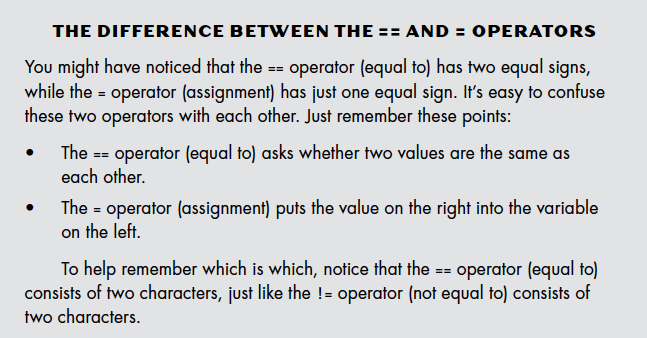 THE DIFFERENCE BETWEEN THE == AND = OPERATORS
You might have noticed that the == operator (equal to) has two equal signs,
while the = operator (assignment) has just one equal sign. It's easy to confuse
these two operators with each other. Just remember these points:
• The == operator (equal to) asks whether two values are the same as
each other.
• The = operator (assignment) puts the value on the right into the variable
on the left.
To help remember which is which, notice that the == operator (equal to)
consists of two characters, just like the != operator (not equal to) consists of
two characters.